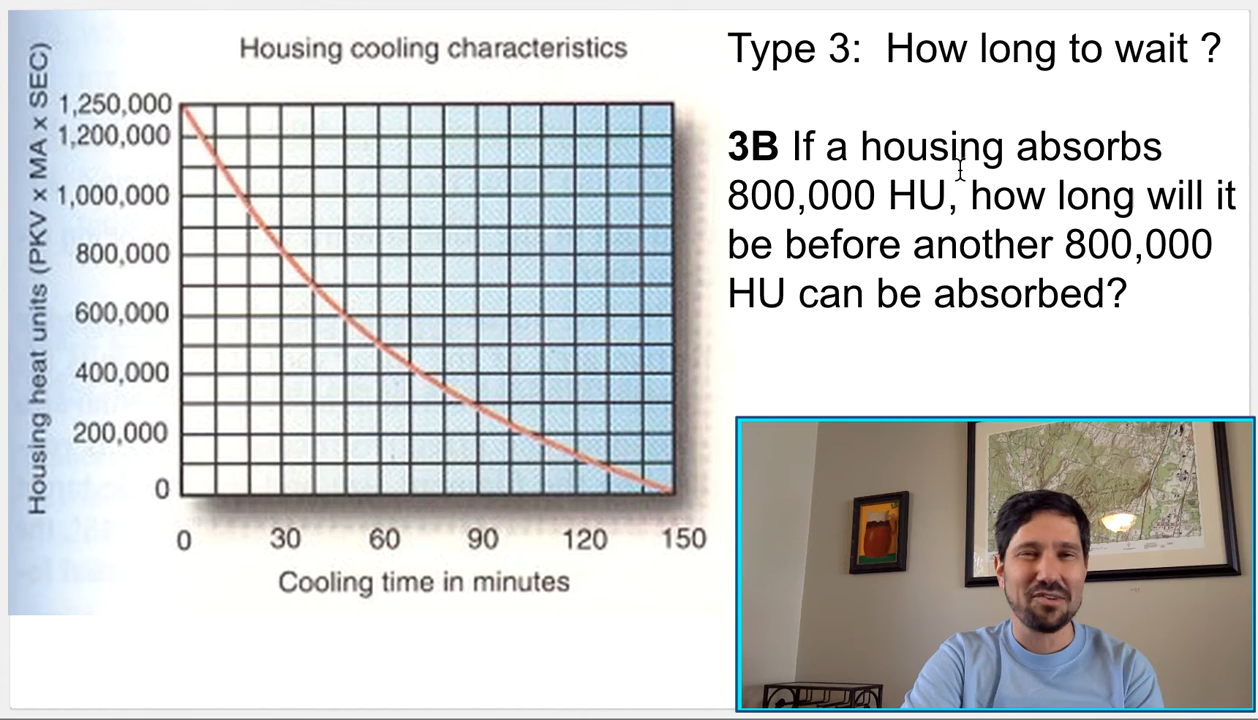 Housing cooling characteristics
Housing heat units (PKV x MA x SEC)
1,250,000
1,200,000
1,000,000
800,000
600,000
400,000
200,000
0
0 30 60 90 120 150
Cooling time in minutes
Type 3: How long to wait ?
3B If a housing absorbs
800,000 HU, how long will it
be before another 800,000
HU can be absorbed?